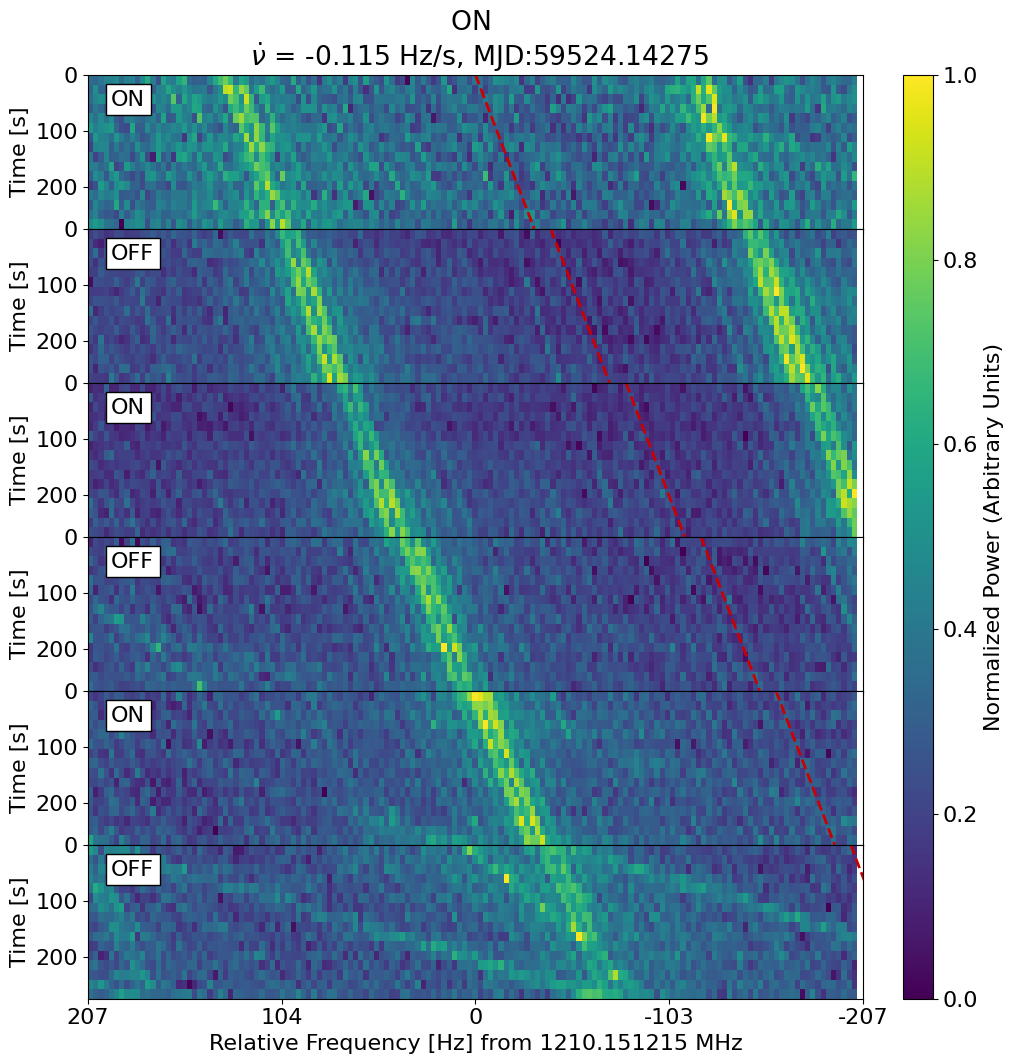 ON
ν̇ = -0.115 Hz/s, MJD:59524.14275
0
100
200
Time [s]
ON
0
100
200
Time [s]
OFF
0
100
200
Time [s]
ON
0
100
200
Time [s]
OFF
0
100
200
Time [s]
ON
0
100
200
Time [s]
OFF
207 104 0 -103 -207
Relative Frequency [Hz] from 1210.151215 MHz
1.0
0.8
0.6
0.4
0.2
0.0
Normalized Power (Arbitrary Units)